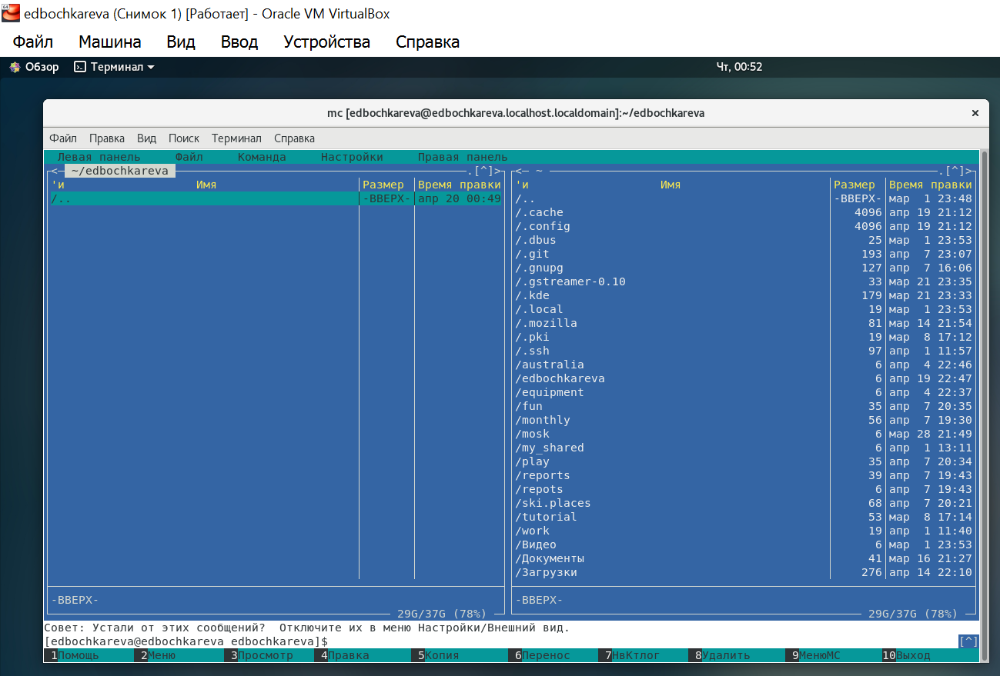 edbochkareva (Снимок 1) [Работает] - Oracle VM VirtualBox
Файл Машина Вид Ввод Устройства Справка
Обзор Терминал Чт, 00:52
mc [edbochkareva@edbochkareva.localhost.localdomain]:~/edbochkareva
Файл Правка Вид Поиск Терминал Справка
Левая панель Файл Команда Настройки Правая панель
<─ ~/edbochkareva .[^]> <─ ~ .[^]>
'и Имя Размер Время правки 'и Имя Размер Время правки
/.. -ВВЕРХ- апр 20 00:49 /.. -ВВЕРХ- мар 1 23:48
/.cache 4096 апр 19 21:12
/.config 4096 апр 19 21:12
/.dbus 25 мар 1 23:53
/.git 193 апр 7 23:07
/.gnupg 127 апр 7 16:06
/.gstreamer-0.10 33 мар 21 23:35
/.kde 179 мар 21 23:33
/.local 19 мар 1 23:53
/.mozilla 81 мар 14 21:54
/.pki 19 мар 8 17:12
/.ssh 97 апр 1 11:57
/australia 6 апр 4 22:46
/edbochkareva 6 апр 19 22:47
/equipment 6 апр 4 22:37
/fun 35 апр 7 20:35
/monthly 56 апр 7 19:30
/mosk 6 мар 28 21:49
/my_shared 6 апр 1 13:11
/play 35 апр 7 20:34
/reports 39 апр 7 19:43
/repots 6 апр 7 19:43
/ski.places 68 апр 7 20:21
/tutorial 53 мар 8 17:14
/work 19 апр 1 11:40
/Видео 6 мар 1 23:53
/Документы 41 мар 16 21:27
/Загрузки 276 апр 14 22:10
-ВВЕРХ- -ВВЕРХ-
29G/37G (78%) 29G/37G (78%)
Совет: Устали от этих сообщений? Отключите их в меню Настройки/Внешний вид.
[edbochkareva@edbochkareva edbochkareva]$ [^]
1Помощь 2Меню 3Просмотр 4Правка 5Копия 6Перенос 7НвКтлог 8Удалить 9МенюMC 10Выход